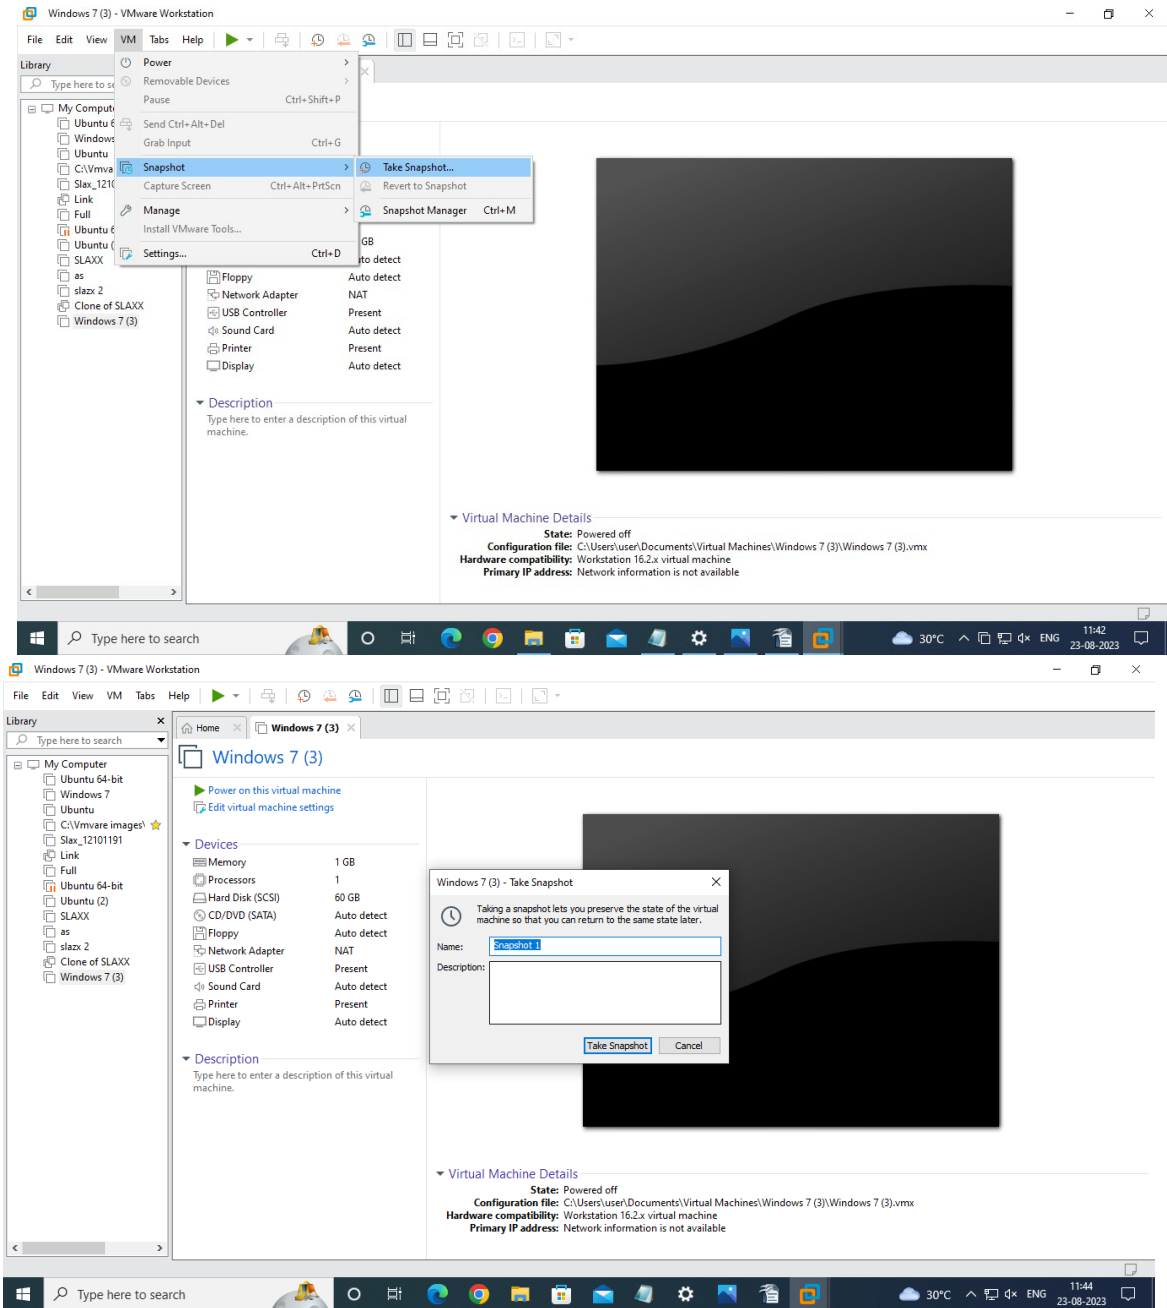 Windows 7 (3) - VMware Workstation
File Edit View VM Tabs Help
Library
Type here to se
My Compute
Ubuntu 6
Windows
Ubuntu
C:\Vmva
Slax_1210
Link
Full
Ubuntu 6
Ubuntu (
SLAXX
as
slazx 2
Clone of SLAXX
Windows 7 (3)
Power
Removable Devices
Pause Ctrl+Shift+P
Send Ctrl+Alt+Del
Grab Input Ctrl+G
Snapshot
Capture Screen Ctrl+Alt+PrtScn
Manage
Install VMware Tools...
Settings... Ctrl+D
Take Snapshot...
Revert to Snapshot
Snapshot Manager Ctrl+M
GB
uto detect
Floppy Auto detect
Network Adapter NAT
USB Controller Present
Sound Card Auto detect
Printer Present
Display Auto detect
Description
Type here to enter a description of this virtual
machine.
Virtual Machine Details
State: Powered off
Configuration file: C:\Users\user\Documents\Virtual Machines\Windows 7 (3)\Windows 7 (3).vmx
Hardware compatibility: Workstation 16.2.x virtual machine
Primary IP address: Network information is not available
Type here to search
30°C ENG 11:42
23-08-2023
Windows 7 (3) - VMware Workstation
File Edit View VM Tabs Help
Library
Type here to search
My Computer
Ubuntu 64-bit
Windows 7
Ubuntu
C:\Vmvare images\
Slax_12101191
Link
Full
Ubuntu 64-bit
Ubuntu (2)
SLAXX
as
slazx 2
Clone of SLAXX
Windows 7 (3)
Home Windows 7 (3)
Windows 7 (3)
Power on this virtual machine
Edit virtual machine settings
Devices
Memory 1 GB
Processors 1
Hard Disk (SCSI) 60 GB
CD/DVD (SATA) Auto detect
Floppy Auto detect
Network Adapter NAT
USB Controller Present
Sound Card Auto detect
Printer Present
Display Auto detect
Description
Type here to enter a description of this virtual
machine.
Windows 7 (3) - Take Snapshot
Taking a snapshot lets you preserve the state of the virtual
machine so that you can return to the same state later.
Name: Snapshot 1
Description:
Take Snapshot Cancel
Virtual Machine Details
State: Powered off
Configuration file: C:\Users\user\Documents\Virtual Machines\Windows 7 (3)\Windows 7 (3).vmx
Hardware compatibility: Workstation 16.2.x virtual machine
Primary IP address: Network information is not available
Type here to search
30°C ENG 11:44
23-08-2023